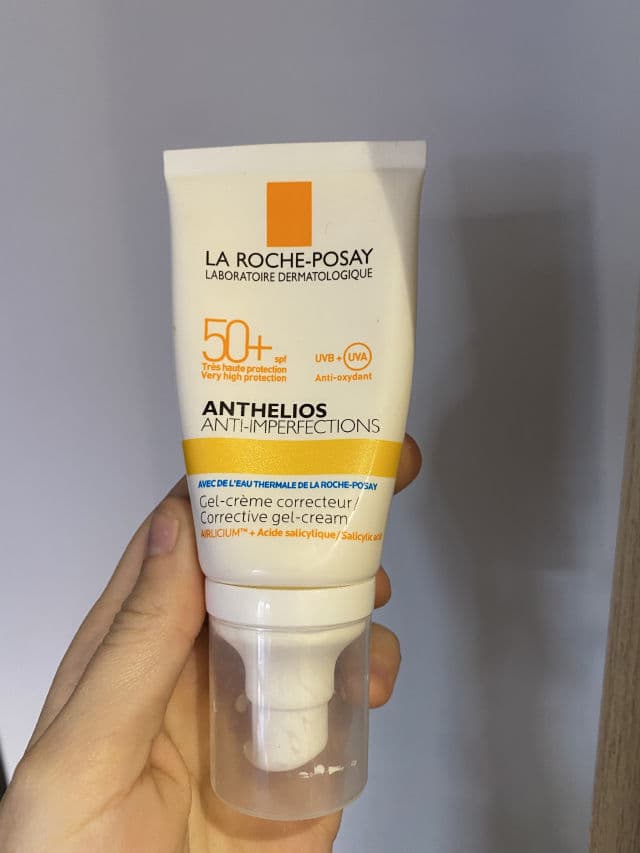 LA ROCHE-POSAY
LABORATOIRE DERMATOLOGIQUE
50+ spf
Très haute protection
Very high protection
UVB + UVA
Anti-oxydant
ANTHELIOS
ANTI-IMPERFECTIONS
AVEC DE L'EAU THERMALE DE LA ROCHE-POSAY
Gel-crème correcteur/
Corrective gel-cream
AIRLICIUM™ + Acide salicylique/Salicylic acid